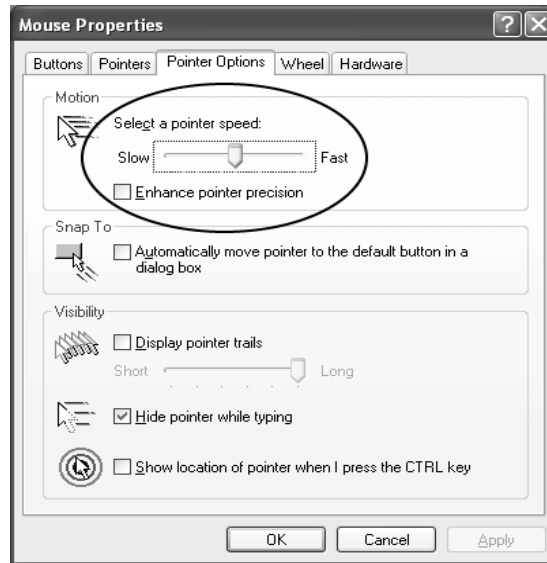 Mouse Properties
Buttons Pointers Pointer Options Wheel Hardware
Motion
Select a pointer speed:
Slow Fast
Enhance pointer precision
Snap To
Automatically move pointer to the default button in a
dialog box
Visibility
Display pointer trails
Short Long
Hide pointer while typing
Show location of pointer when I press the CTRL key
OK Cancel Apply